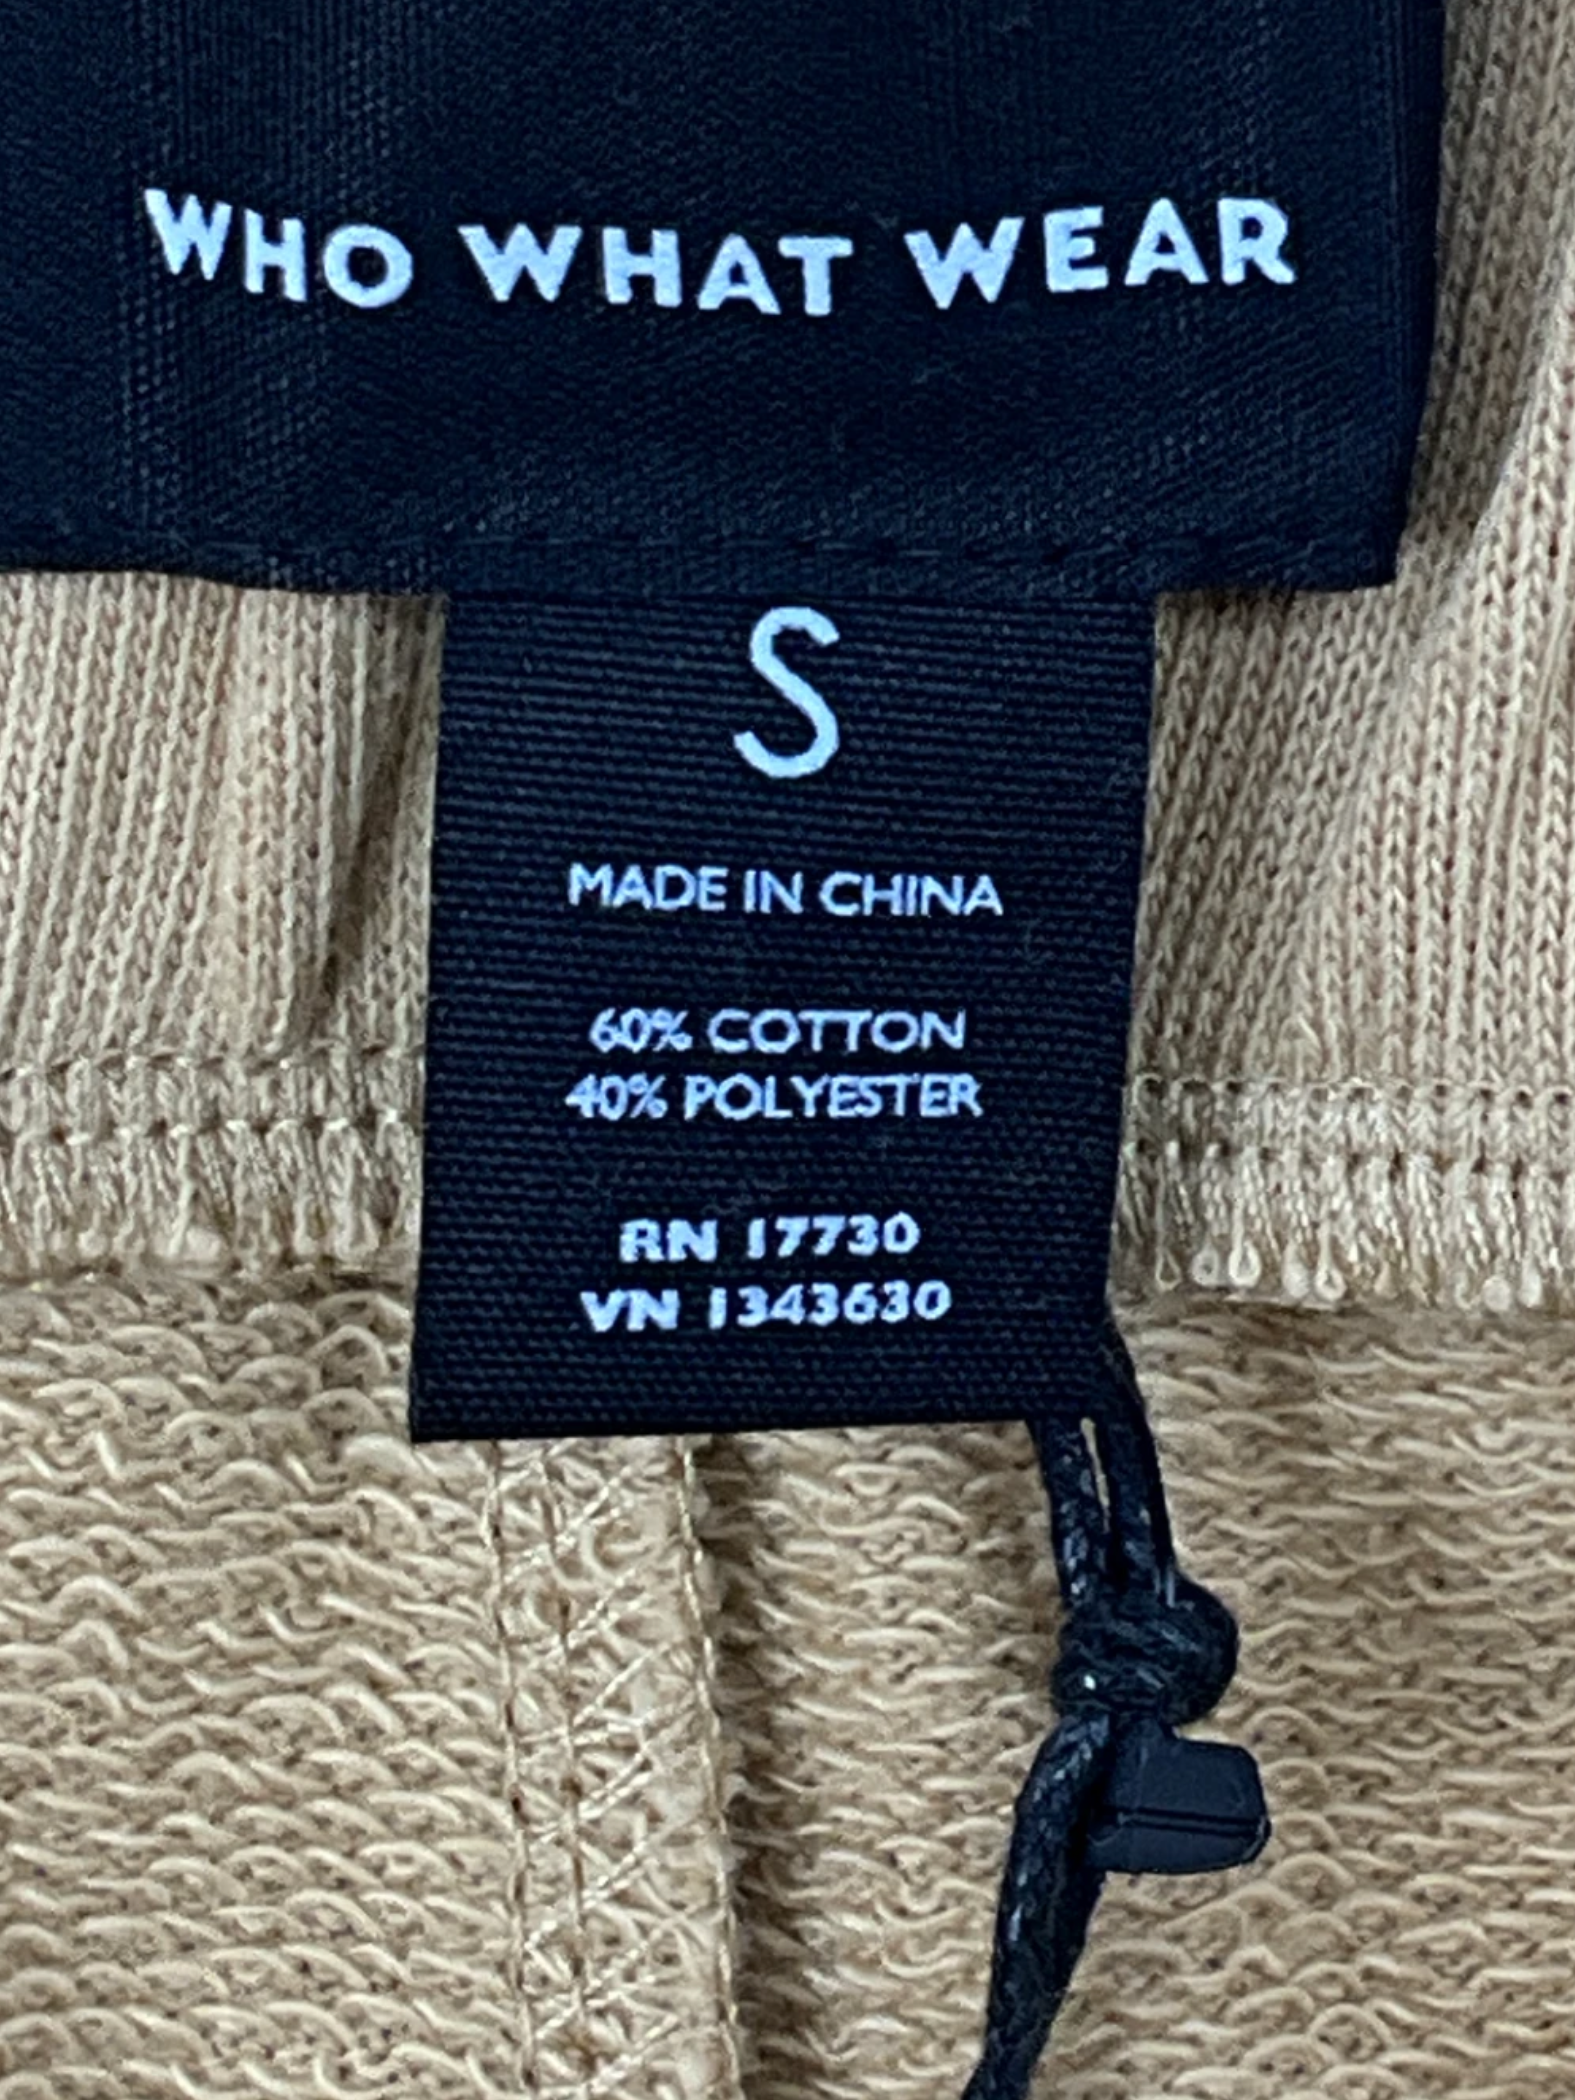 WHO WHAT WEAR
S
MADE IN CHINA
60% COTTON
40% POLYESTER
RN 17730
VN 1343630